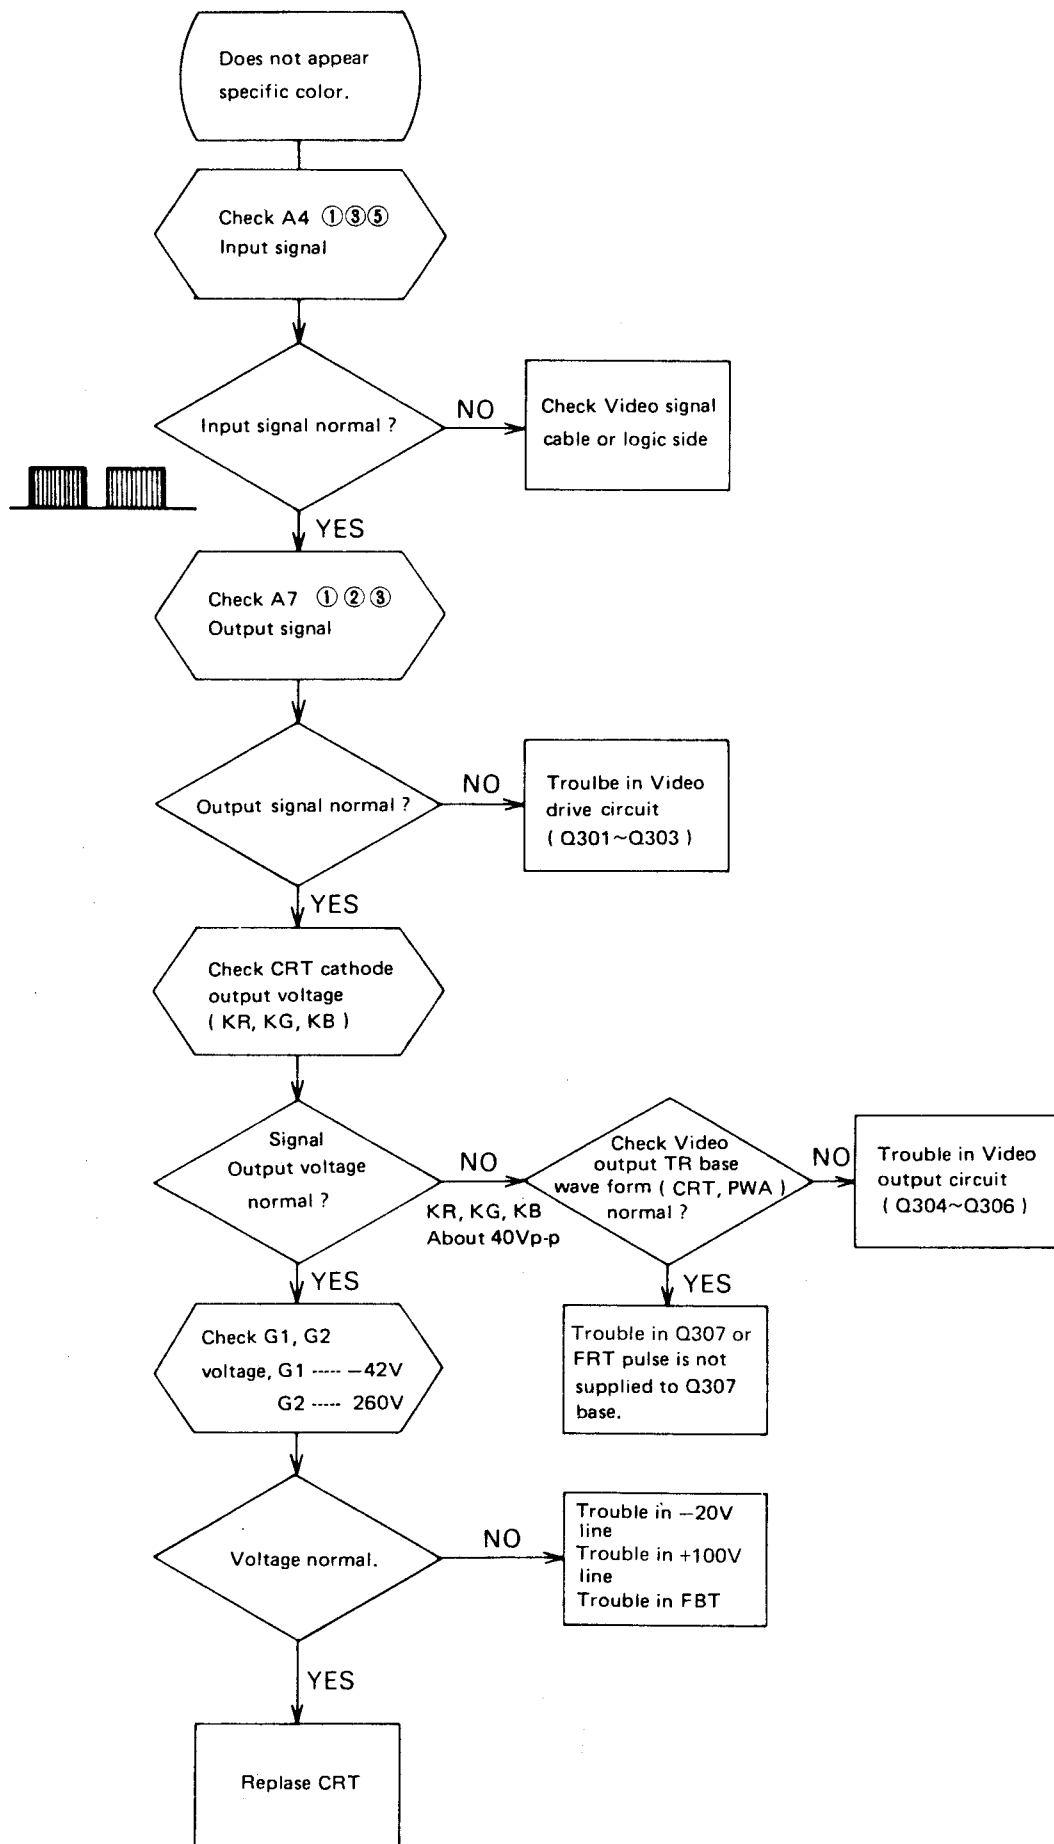 Does not appear
specific color.
Check A4 ①③⑤
Input signal
Input signal normal ?
NO
Check Video signal
cable or logic side
YES
Check A7 ①②③
Output signal
Output signal normal ?
NO
Troulbe in Video
drive circuit
( Q301~Q303 )
YES
Check CRT cathode
output voltage
( KR, KG, KB )
Signal
Output voltage
normal ?
NO
KR, KG, KB
About 40Vp-p
Check Video
output TR base
wave form ( CRT, PWA )
normal ?
NO
Trouble in Video
output circuit
( Q304~Q306 )
YES
Trouble in Q307 or
FRT pulse is not
supplied to Q307
base.
YES
Check G1, G2
voltage, G1 ----- −42V
G2 ----- 260V
Voltage normal.
NO
Trouble in −20V
line
Trouble in +100V
line
Trouble in FBT
YES
Replase CRT